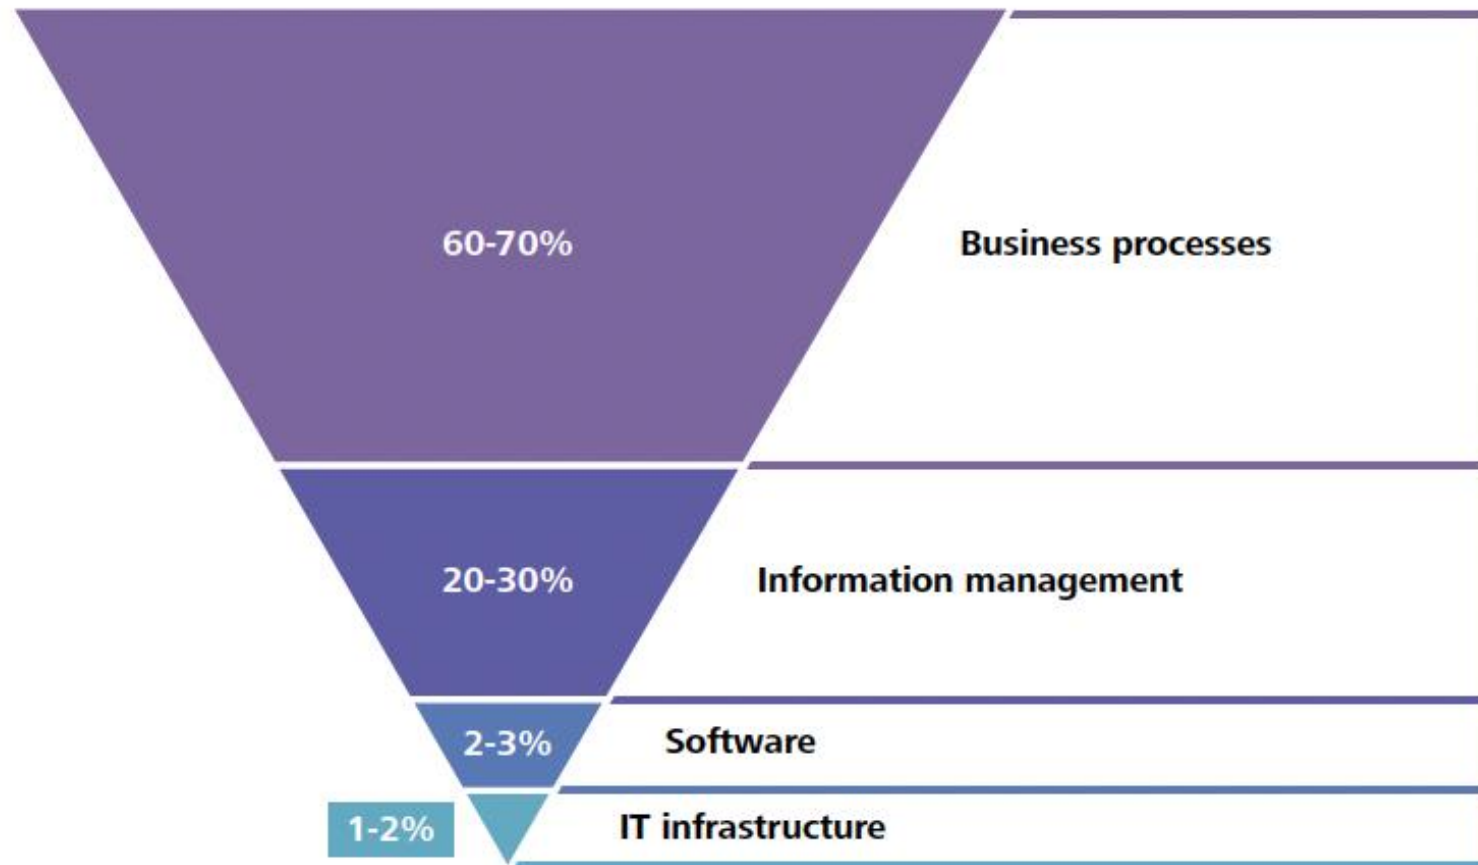 60-70%
Business processes
20-30%
Information management
2-3%
Software
1-2%
IT infrastructure